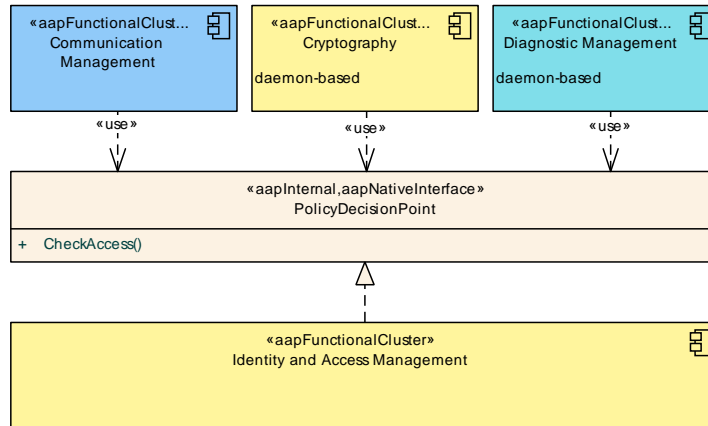 «aapFunctionalClust...
Communication
Management
«aapFunctionalClust...
Cryptography
daemon-based
«aapFunctionalClust...
Diagnostic Management
daemon-based
«use»
«use»
«use»
«aapInternal,aapNativeInterface»
PolicyDecisionPoint
+ CheckAccess()
«aapFunctionalCluster»
Identity and Access Management